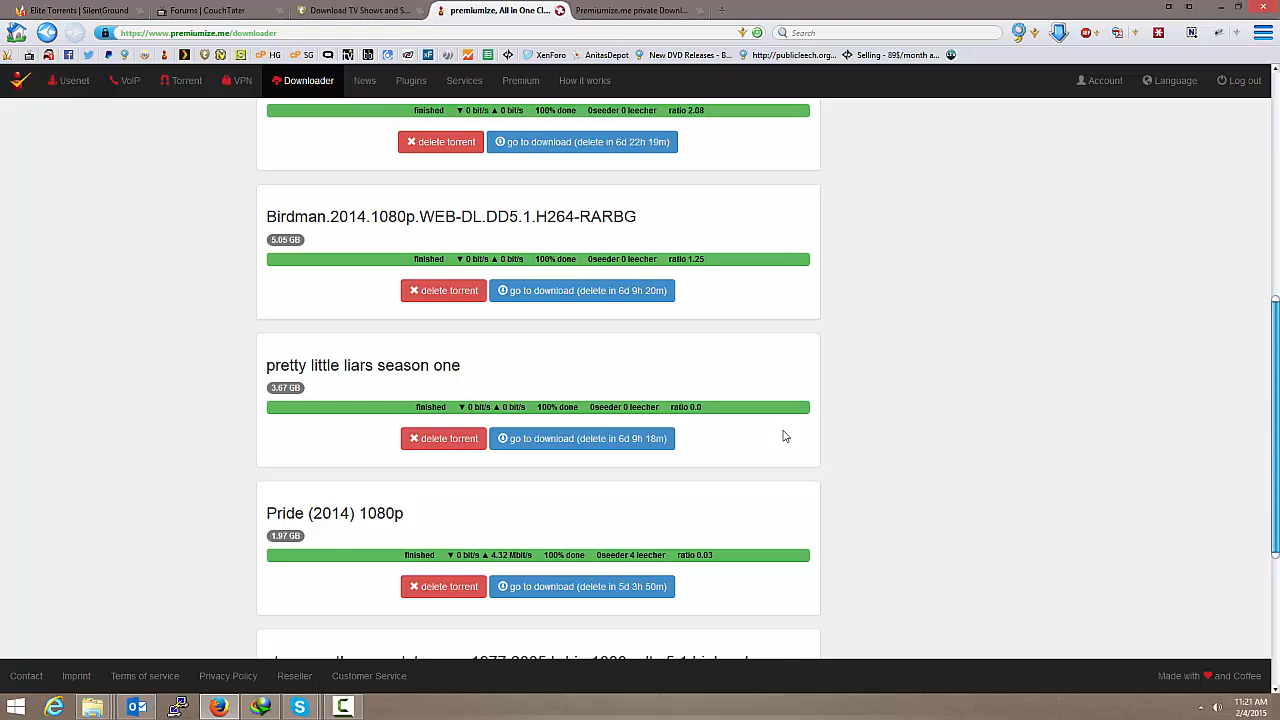 Elite Torrents | SilentGround
Forums | CouchTater
Download TV Shows and S...
premiumize, All in One Cl...
Premiumize.me private Downl...
https://www.premiumize.me/downloader
Search
HG
SG
XenForo
AnitasDepot
New DVD Releases - B...
http://publicleech.org...
Selling - 895/month a...
Usenet
VoIP
Torrent
VPN
Downloader
News
Plugins
Services
Premium
How it works
Account
Language
Log out
finished ▼ 0 bit/s ▲ 0 bit/s 100% done 0seeder 0 leecher ratio 2.08
delete torrent
go to download (delete in 6d 22h 19m)
Birdman.2014.1080p.WEB-DL.DD5.1.H264-RARBG
5.05 GB
finished ▼ 0 bit/s ▲ 0 bit/s 100% done 0seeder 0 leecher ratio 1.25
delete torrent
go to download (delete in 6d 9h 20m)
pretty little liars season one
3.67 GB
finished ▼ 0 bit/s ▲ 0 bit/s 100% done 0seeder 0 leecher ratio 0.0
delete torrent
go to download (delete in 6d 9h 18m)
Pride (2014) 1080p
1.97 GB
finished ▼ 0 bit/s ▲ 4.32 Mbit/s 100% done 0seeder 4 leecher ratio 0.03
delete torrent
go to download (delete in 5d 3h 50m)
Contact
Imprint
Terms of service
Privacy Policy
Reseller
Customer Service
Made with ♥ and Coffee
11:21 AM
2/4/2015